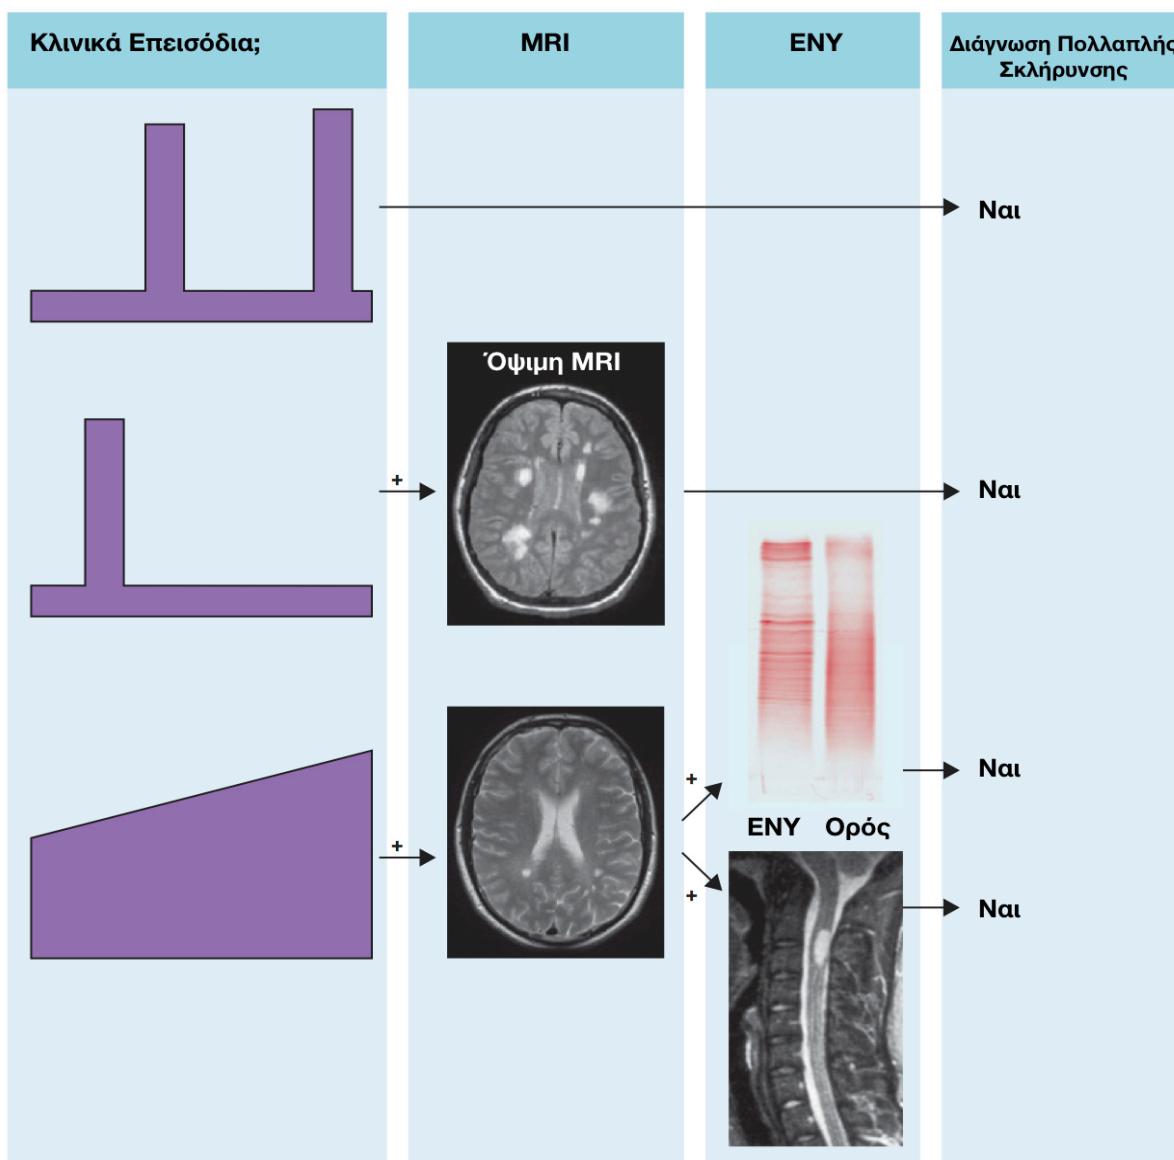 Κλινικά Επεισόδια;
MRI
ΕΝΥ
Διάγνωση Πολλαπλής
Σκλήρυνσης
Ναι
Όψιμη MRI
+
Ναι
+
+
Ναι
ΕΝΥ Ορός
+
Ναι